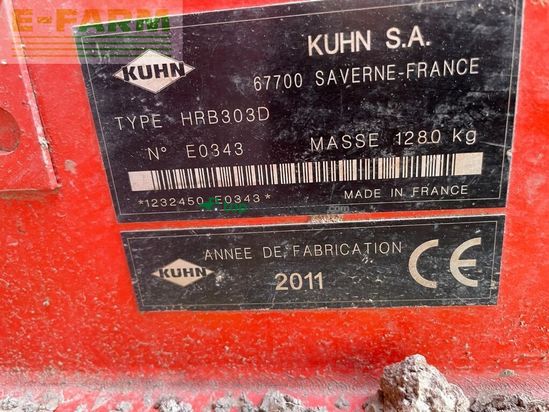 E-FARM
KUHN
KUHN S.A.
67700 SAVERNE-FRANCE
TYPE HRB303D
N° E0343 MASSE 1280 Kg
*1232450 E0343*
MADE IN FRANCE
KUHN
ANNEE DE FABRICATION
2011
CE